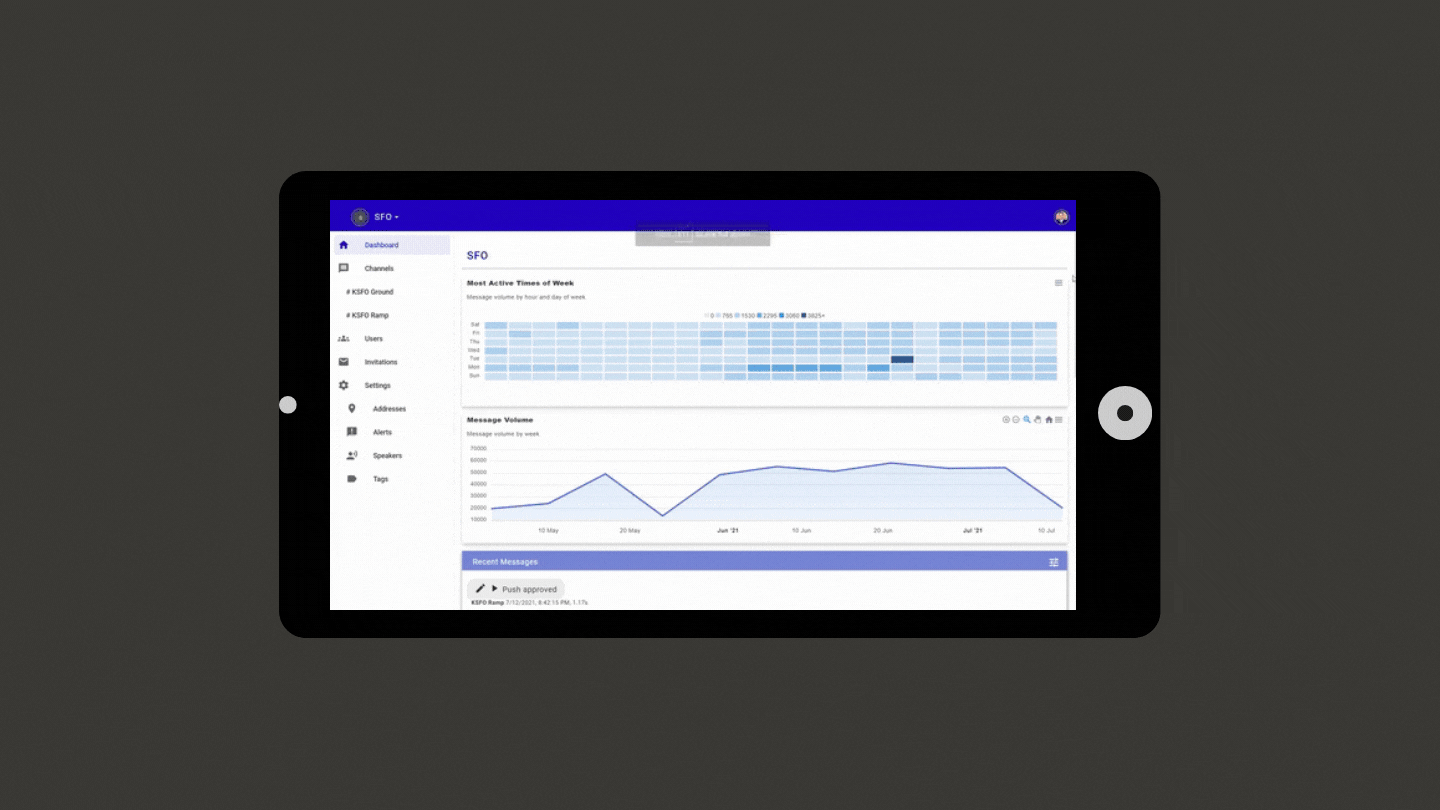 SFO
Dashboard
Channels
# KSFO Ground
# KSFO Ramp
Users
Invitations
Settings
Addresses
Alerts
Speakers
Tags
SFO
Most Active Times of Week
Message volume by hour and day of week
0 765 1530 2295 3060 3825+
Sat
Fri
Thu
Wed
Tue
Mon
Sun
Message Volume
Message volume by week
70000
60000
50000
40000
30000
20000
10000
10 May 20 May Jun '21 10 Jun 20 Jun Jul '21 10 Jul
Recent Messages
Push approved
KSFO Ramp 7/12/2021, 8:42:15 PM, 1.17s